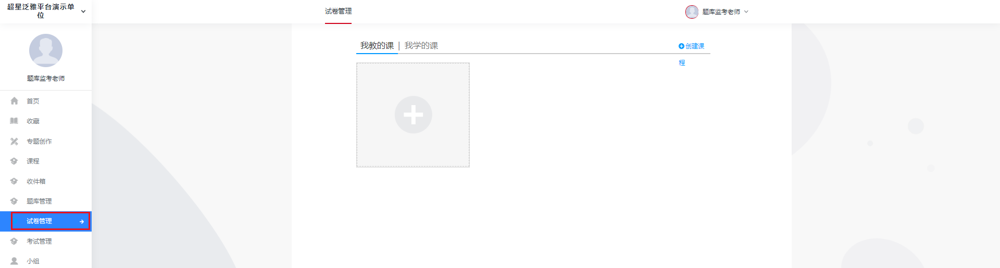 超星泛雅平台演示单
位
试卷管理
题库监考老师
题库监考老师
首页
收藏
专题创作
课程
收件箱
题库管理
试卷管理
考试管理
小组
我教的课 | 我学的课
创建课
程